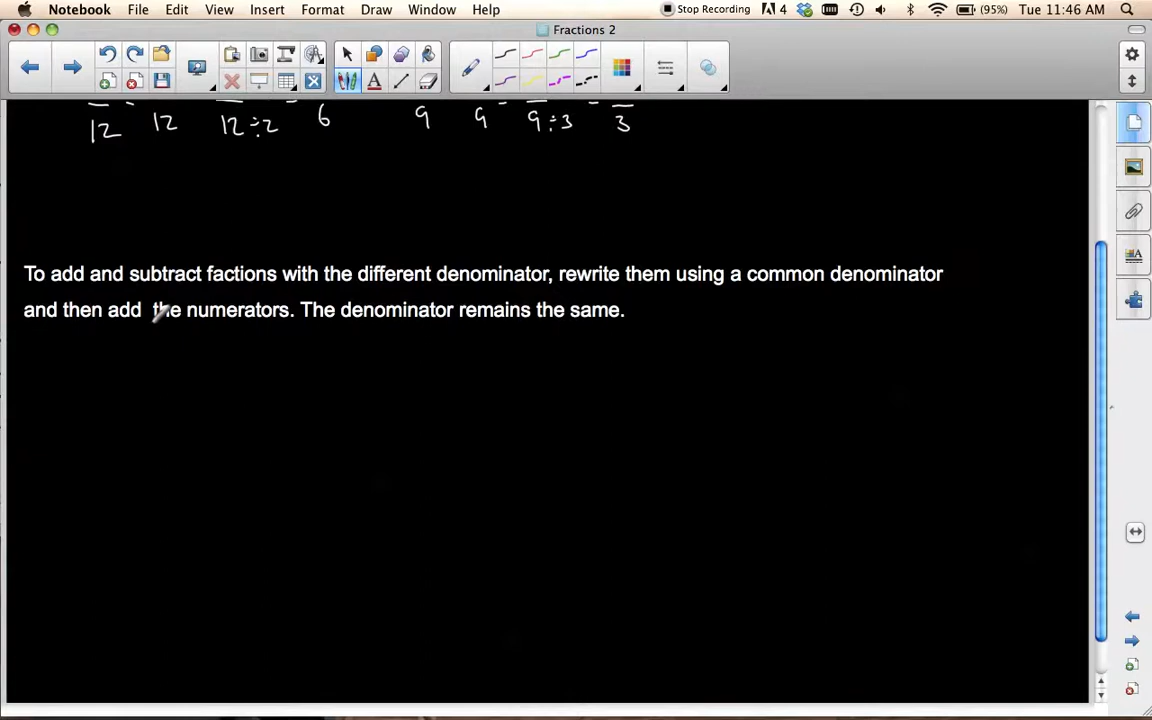 Notebook File Edit View Insert Format Draw Window Help Stop Recording 4 (95%) Tue 11:46 AM
Fractions 2
12 12 12÷2 6 9 9 9÷3 3
To add and subtract factions with the different denominator, rewrite them using a common denominator
and then add the numerators. The denominator remains the same.